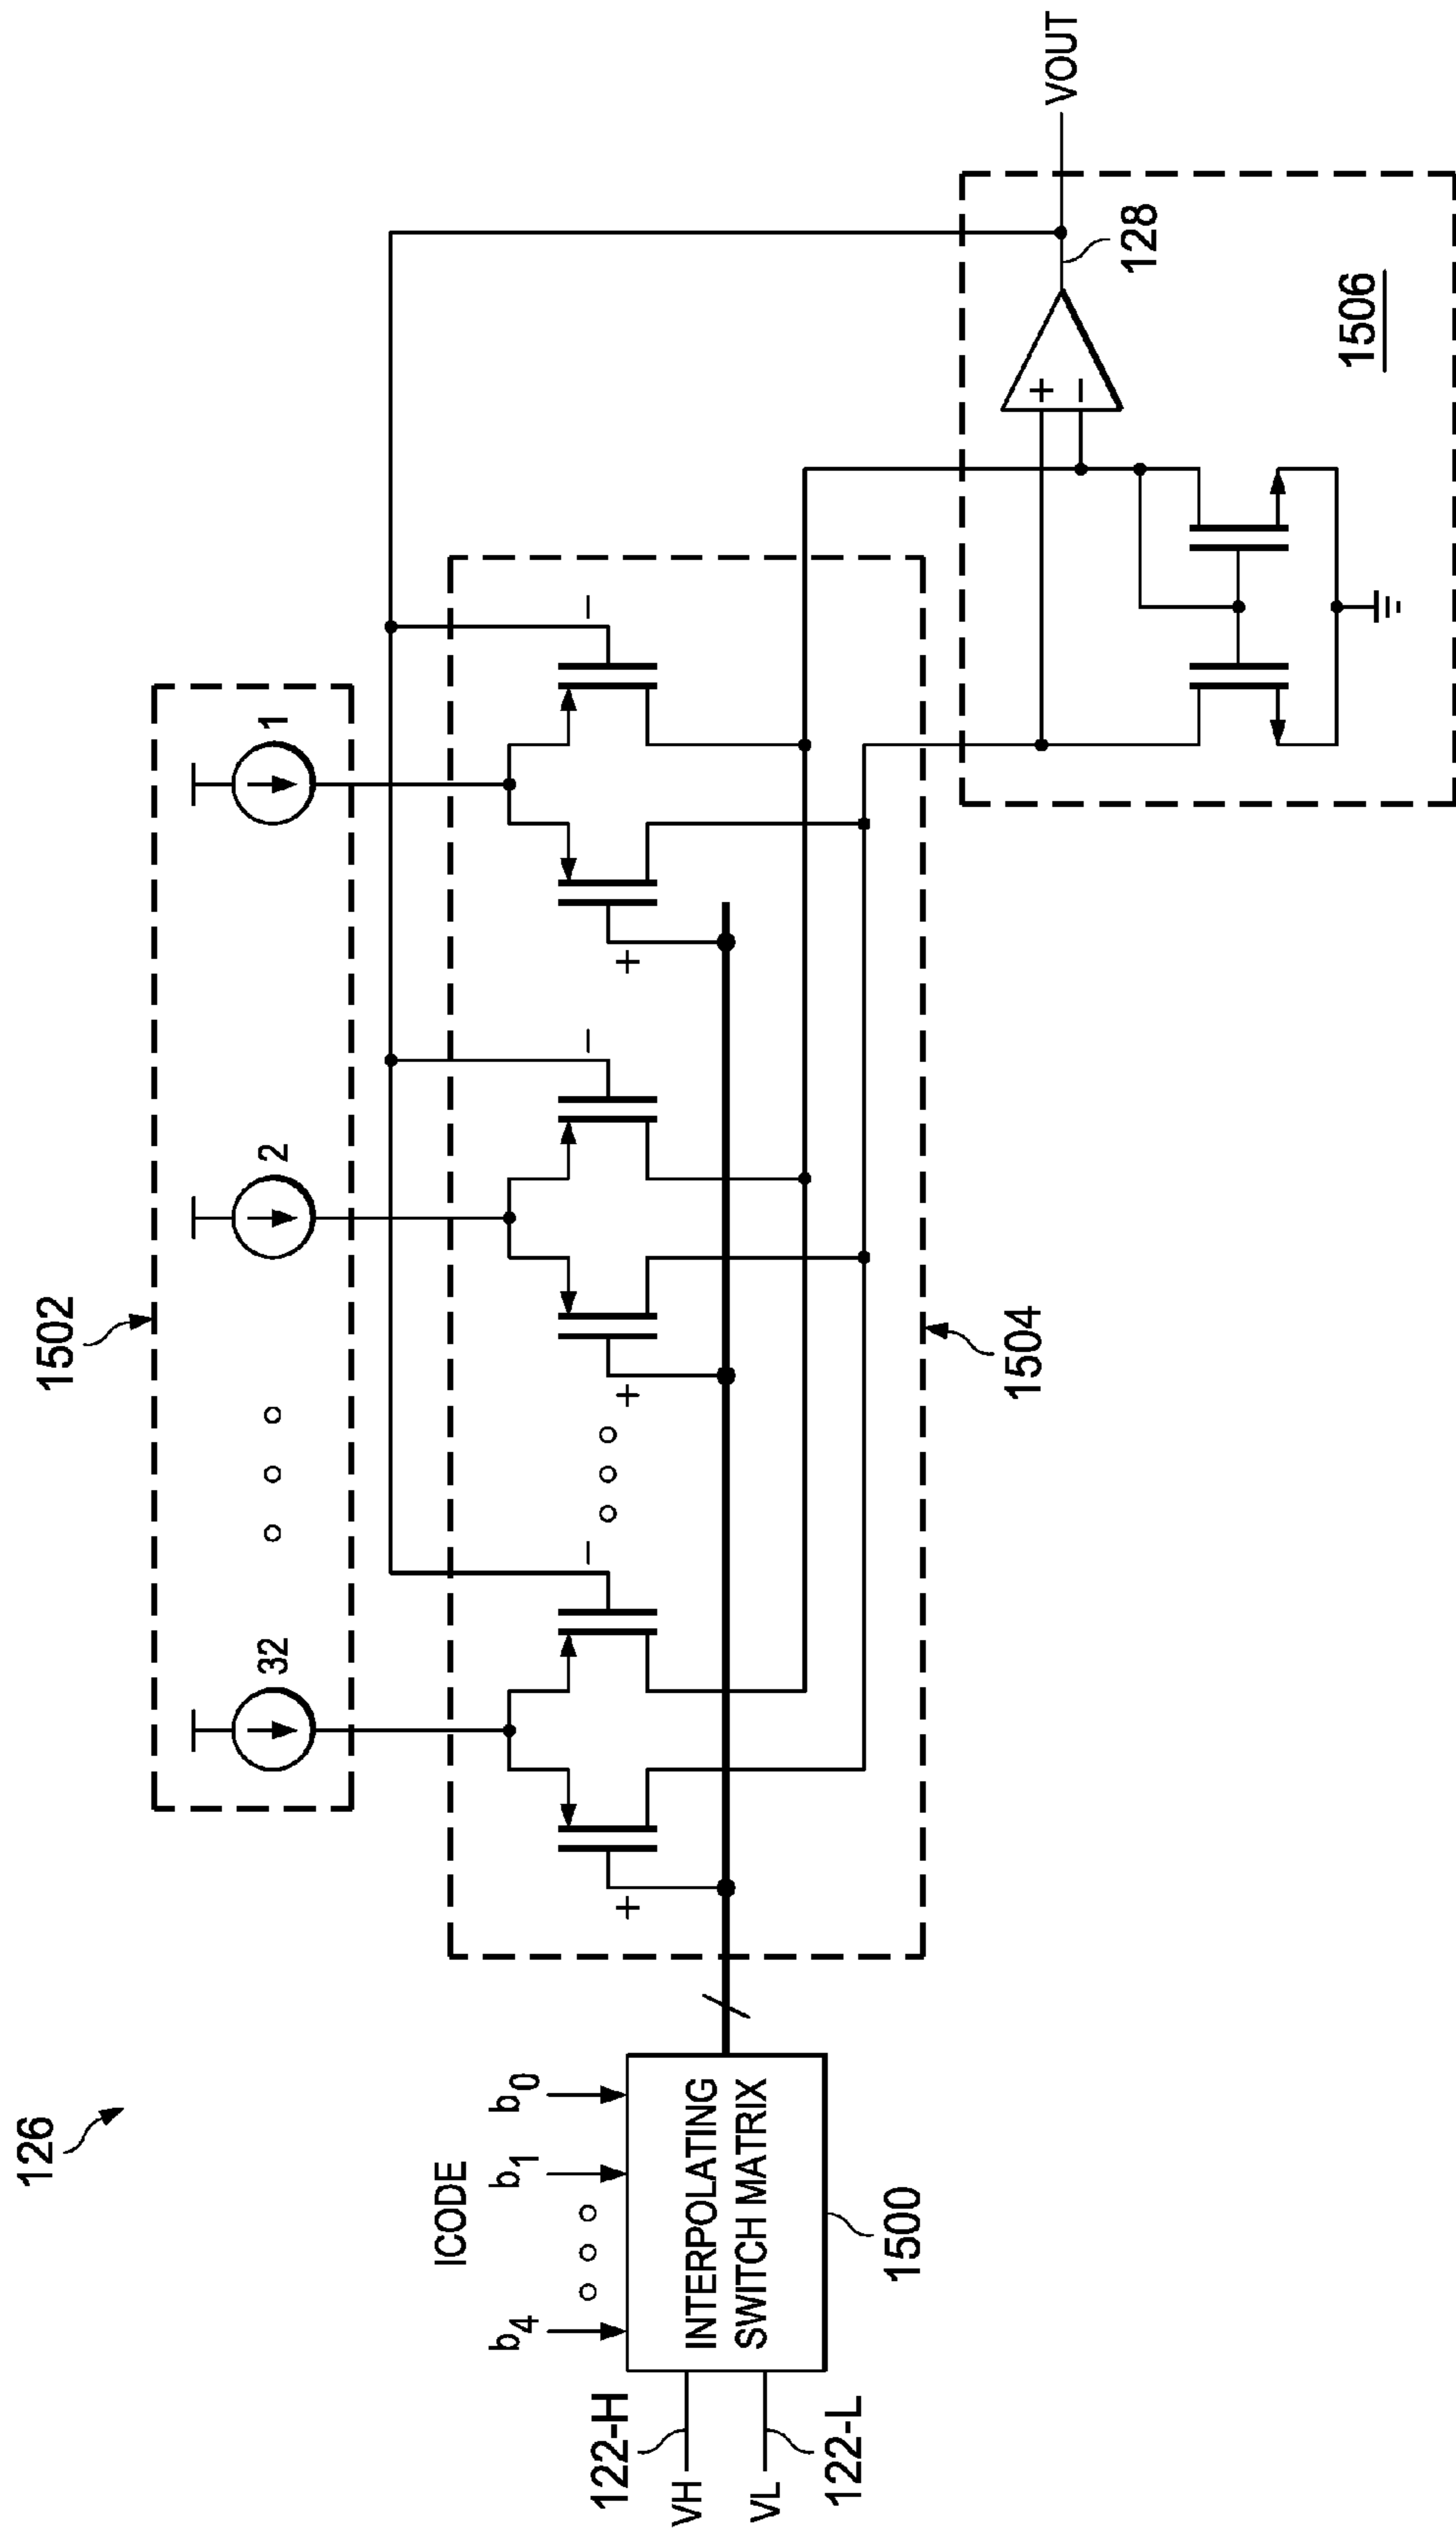 126
1502
32
2
1
ICODE
b4
b1
b0
VH
122-H
VL
122-L
INTERPOLATING
SWITCH MATRIX
1500
+
−
+
−
+
−
1504
+
−
128
VOUT
1506